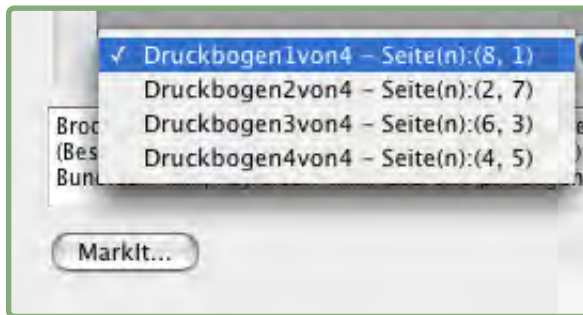 ✓ Druckbogen1von4 – Seite(n):(8, 1)
Druckbogen2von4 – Seite(n):(2, 7)
Druckbogen3von4 – Seite(n):(6, 3)
Druckbogen4von4 – Seite(n):(4, 5)
MarkIt...